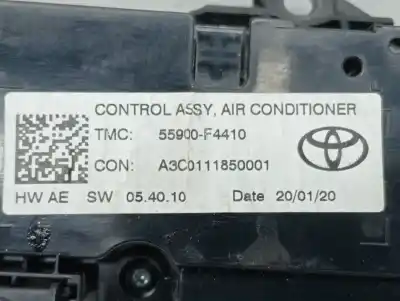 CONTROL ASSY, AIR CONDITIONER
TMC: 55900-F4410
CON: A3C0111850001
HW AE SW 05.40.10 Date 20/01/20